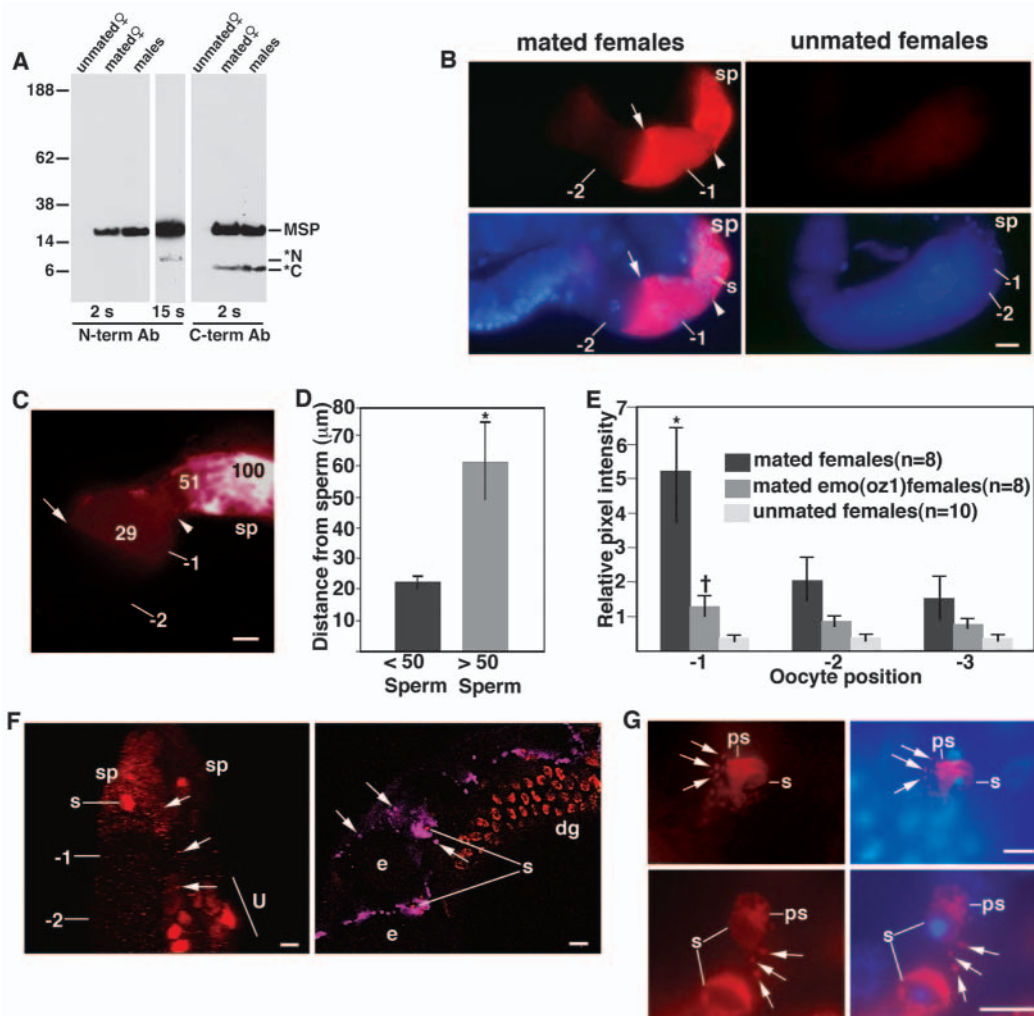 A
unmated♀
mated♀
males
unmated♀
mated♀
males
188
62
38
14
6
MSP
*N
*C
2 s
15 s
2 s
N-term Ab
C-term Ab
B
mated females
unmated females
sp
-2
-1
sp
s
-2
-1
sp
-1
-2
C
100
51
29
sp
-1
-2
D
Distance from sperm (μm)
80
70
60
50
40
30
20
10
*
< 50
Sperm
> 50
Sperm
E
Relative pixel intensity
7
6
5
4
3
2
1
*
†
mated females(n=8)
mated emo(oz1)females(n=8)
unmated females(n=10)
-1
-2
-3
Oocyte position
F
sp
sp
s
-1
-2
U
e
e
s
dg
G
ps
s
ps
s
s
ps
s
ps